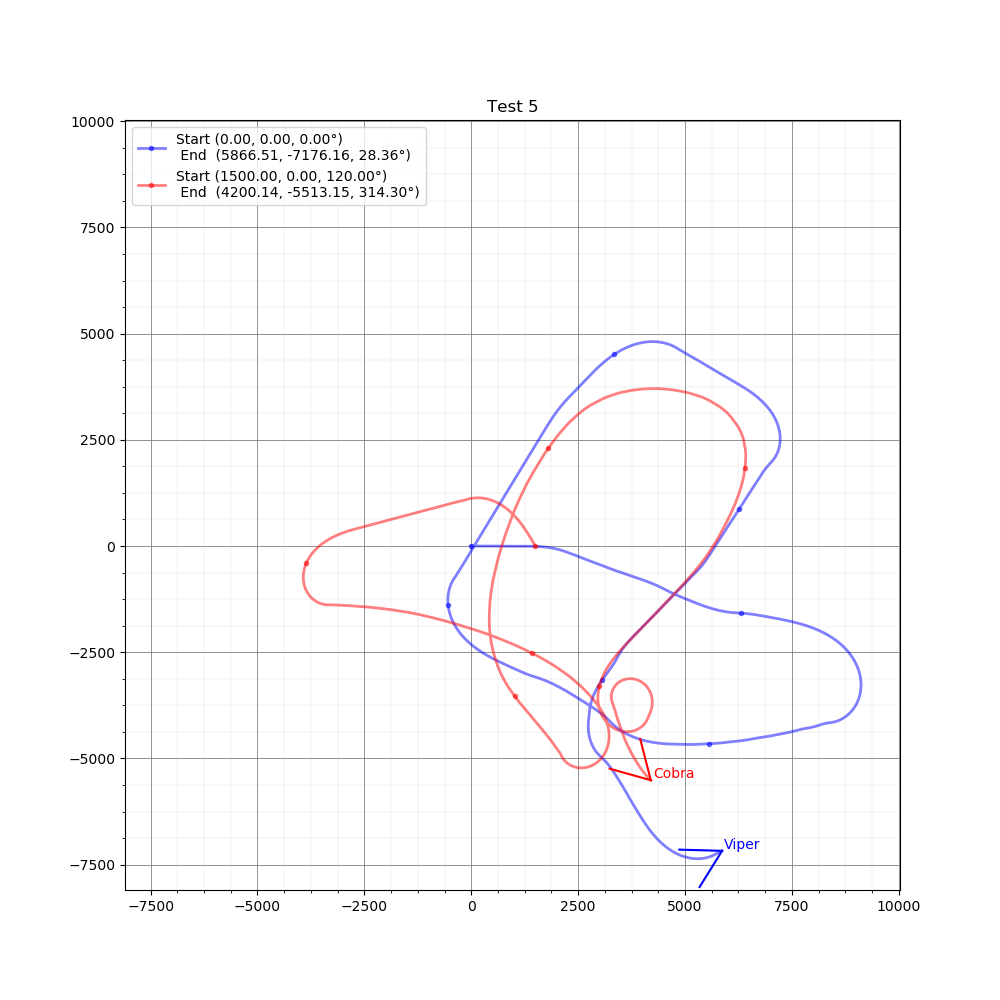 Test 5
Start (0.00, 0.00, 0.00°)
End (5866.51, -7176.16, 28.36°)
Start (1500.00, 0.00, 120.00°)
End (4200.14, -5513.15, 314.30°)
10000
7500
5000
2500
0
−2500
−5000
−7500
Cobra
Viper
−7500 −5000 −2500 0 2500 5000 7500 10000